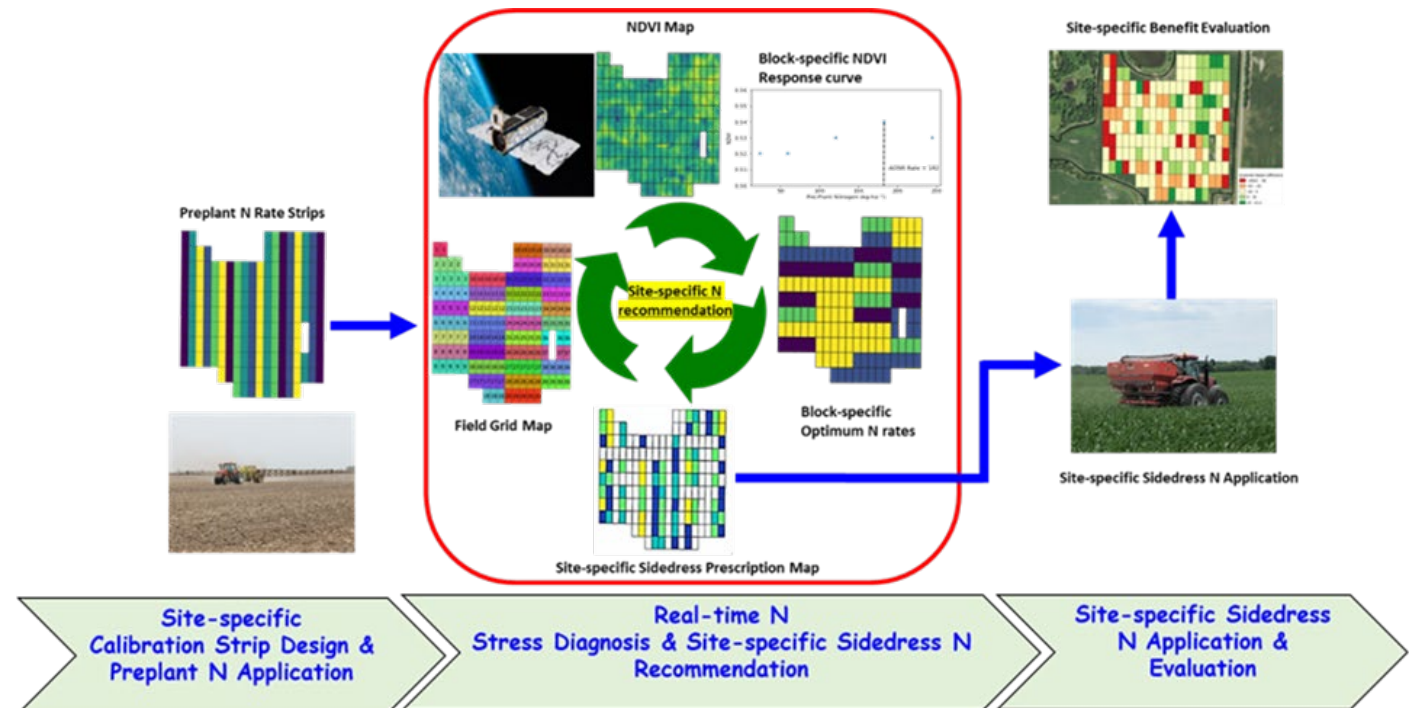 NDVI Map
Site-specific Benefit Evaluation
Block-specific NDVI
Response curve
Preplant N Rate Strips
Site-specific N
recommendation
Field Grid Map
Block-specific
Optimum N rates
Site-specific Sidedress N Application
Site-specific Sidedress Prescription Map
Site-specific
Calibration Strip Design &
Preplant N Application
Real-time N
Stress Diagnosis & Site-specific Sidedress N
Recommendation
Site-specific Sidedress
N Application &
Evaluation